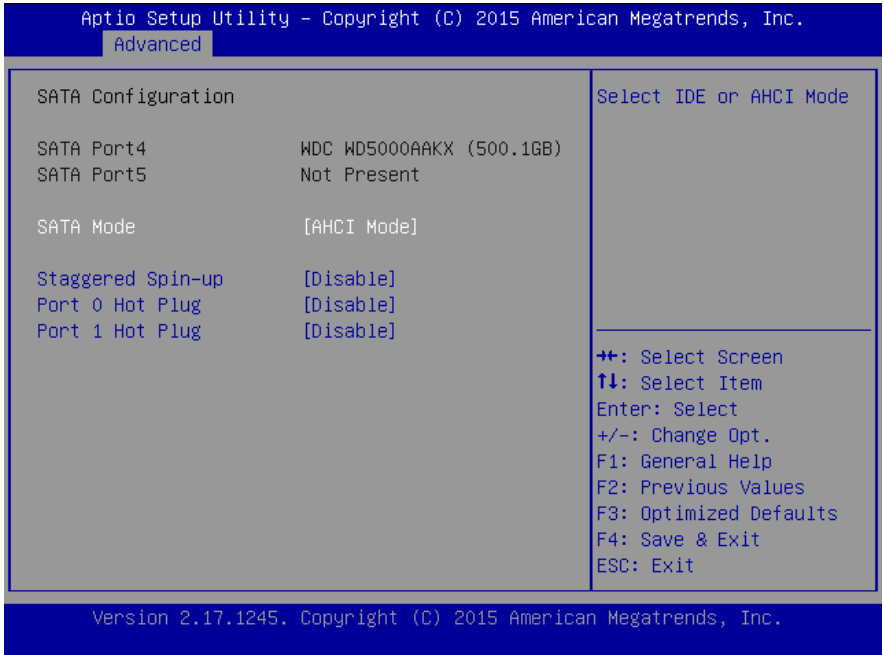 Aptio Setup Utility – Copyright (C) 2015 American Megatrends, Inc.
Advanced
SATA Configuration
SATA Port4 WDC WD5000AAKX (500.1GB)
SATA Port5 Not Present
SATA Mode [AHCI Mode]
Staggered Spin-up [Disable]
Port 0 Hot Plug [Disable]
Port 1 Hot Plug [Disable]
Select IDE or AHCI Mode
→←: Select Screen
↑↓: Select Item
Enter: Select
+/-: Change Opt.
F1: General Help
F2: Previous Values
F3: Optimized Defaults
F4: Save & Exit
ESC: Exit
Version 2.17.1245. Copyright (C) 2015 American Megatrends, Inc.